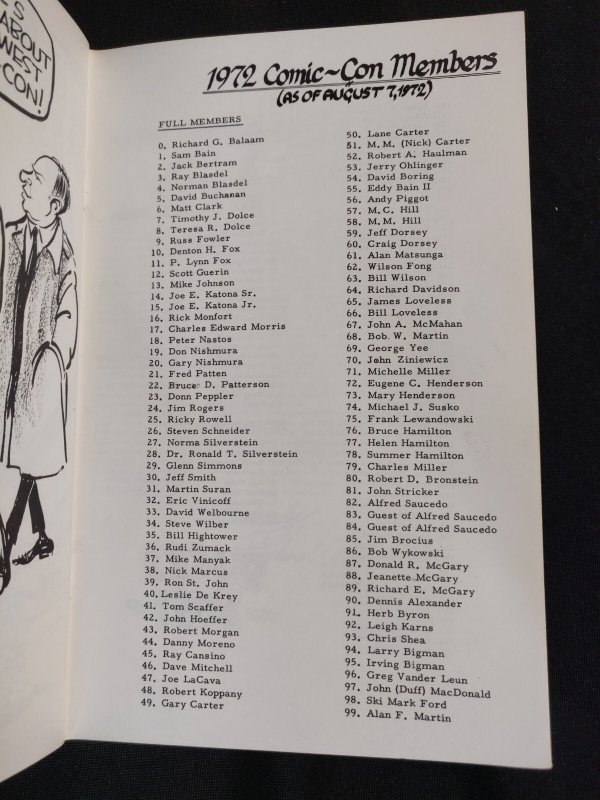 S
ABOUT
WEST
-CON!
1972 Comic~Con Members
(AS OF AUGUST 7, 1972)
FULL MEMBERS
0. Richard G. Balaam
1. Sam Bain
2. Jack Bertram
3. Ray Blasdel
4. Norman Blasdel
5. David Buchanan
6. Matt Clark
7. Timothy J. Dolce
8. Teresa R. Dolce
9. Russ Fowler
10. Denton H. Fox
11. P. Lynn Fox
12. Scott Guerin
13. Mike Johnson
14. Joe E. Katona Sr.
15. Joe E. Katona Jr.
16. Rick Monfort
17. Charles Edward Morris
18. Peter Nastos
19. Don Nishmura
20. Gary Nishmura
21. Fred Patten
22. Bruce D. Patterson
23. Donn Peppler
24. Jim Rogers
25. Ricky Rowell
26. Steven Schneider
27. Norma Silverstein
28. Dr. Ronald T. Silverstein
29. Glenn Simmons
30. Jeff Smith
31. Martin Suran
32. Eric Vinicoff
33. David Welbourne
34. Steve Wilber
35. Bill Hightower
36. Rudi Zumack
37. Mike Manyak
38. Nick Marcus
39. Ron St. John
40. Leslie De Krey
41. Tom Scaffer
42. John Hoeffer
43. Robert Morgan
44. Danny Moreno
45. Ray Cansino
46. Dave Mitchell
47. Joe LaCava
48. Robert Koppany
49. Gary Carter
50. Lane Carter
51. M.M. (Nick) Carter
52. Robert A. Haulman
53. Jerry Ohlinger
54. David Boring
55. Eddy Bain II
56. Andy Piggot
57. M.C. Hill
58. M.M. Hill
59. Jeff Dorsey
60. Craig Dorsey
61. Alan Matsunga
62. Wilson Fong
63. Bill Wilson
64. Richard Davidson
65. James Loveless
66. Bill Loveless
67. John A. McMahan
68. Bob W. Martin
69. George Yee
70. John Ziniewicz
71. Michelle Miller
72. Eugene C. Henderson
73. Mary Henderson
74. Michael J. Susko
75. Frank Lewandowski
76. Bruce Hamilton
77. Helen Hamilton
78. Summer Hamilton
79. Charles Miller
80. Robert D. Bronstein
81. John Stricker
82. Alfred Saucedo
83. Guest of Alfred Saucedo
84. Guest of Alfred Saucedo
85. Jim Brocius
86. Bob Wykowski
87. Donald R. McGary
88. Jeanette McGary
89. Richard E. McGary
90. Dennis Alexander
91. Herb Byron
92. Leigh Karns
93. Chris Shea
94. Larry Bigman
95. Irving Bigman
96. Greg Vander Leun
97. John (Duff) MacDonald
98. Ski Mark Ford
99. Alan F. Martin